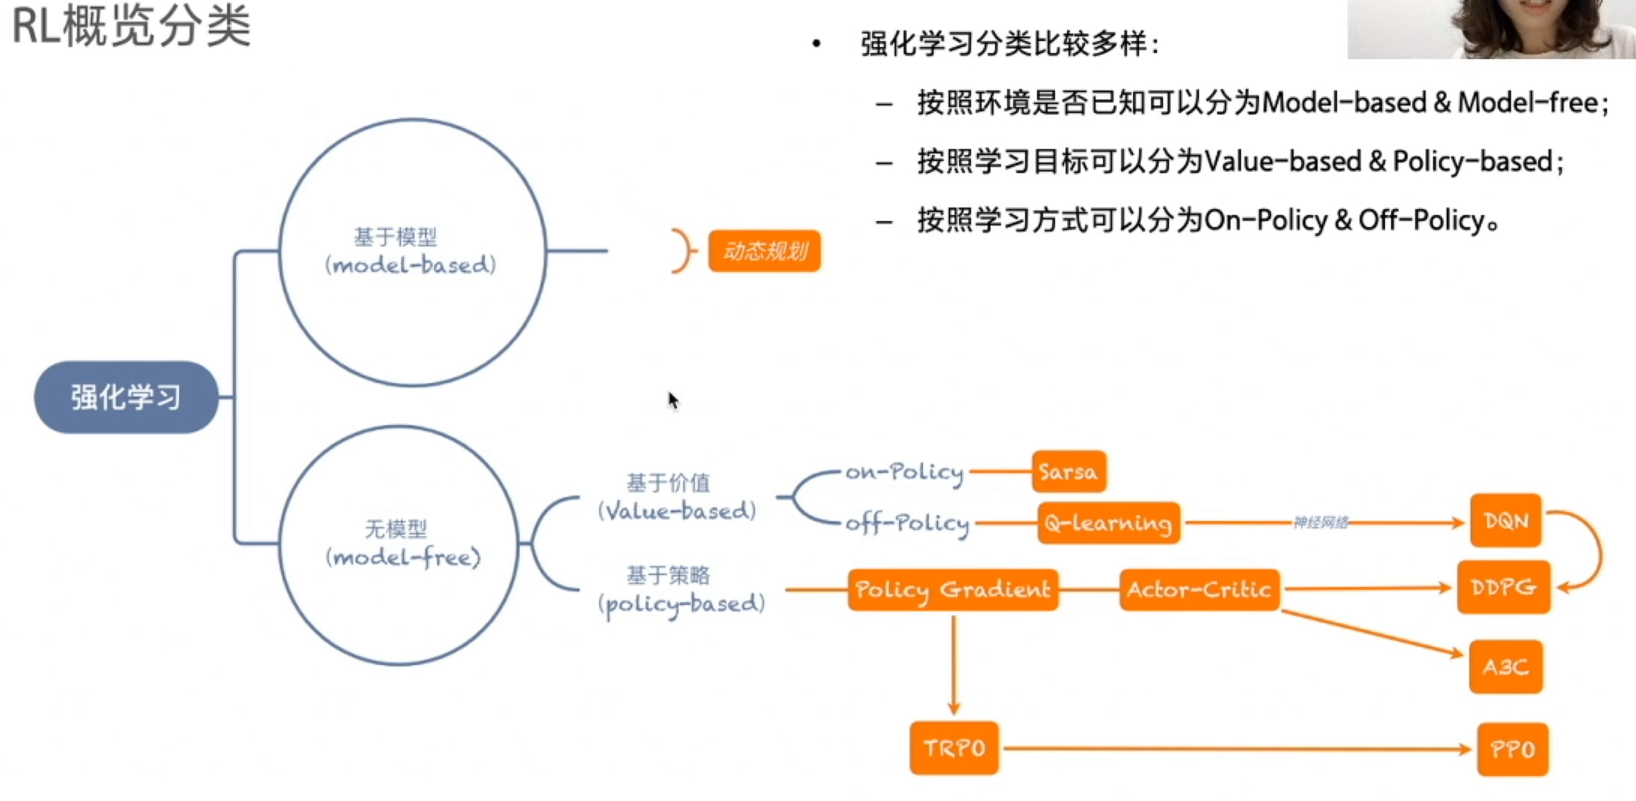 RL概览分类
• 强化学习分类比较多样：
– 按照环境是否已知可以分为Model-based & Model-free；
– 按照学习目标可以分为Value-based & Policy-based；
– 按照学习方式可以分为On-Policy & Off-Policy。
强化学习
基于模型
(model-based)
动态规划
无模型
(model-free)
基于价值
(Value-based)
on-Policy
Sarsa
off-Policy
Q-learning
神经网络
DQN
基于策略
(policy-based)
Policy Gradient
Actor-Critic
DDPG
A3C
TRPO
PPO